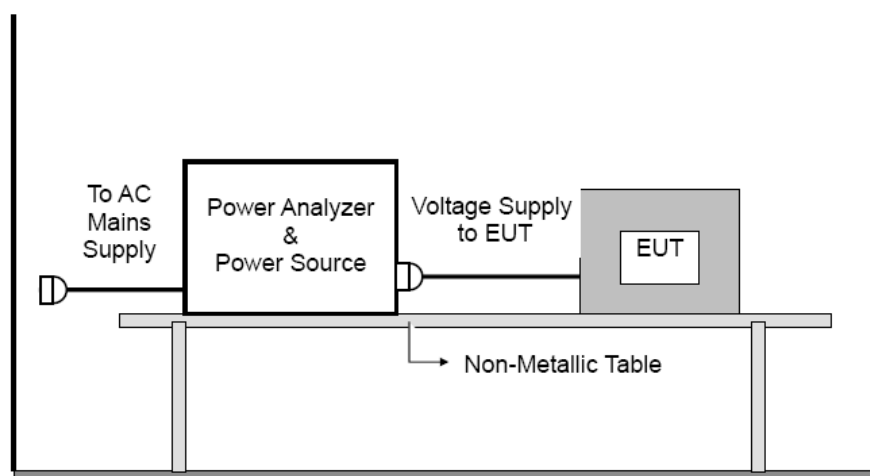 To AC
Mains
Supply
Power Analyzer
&
Power Source
Voltage Supply
to EUT
EUT
Non-Metallic Table